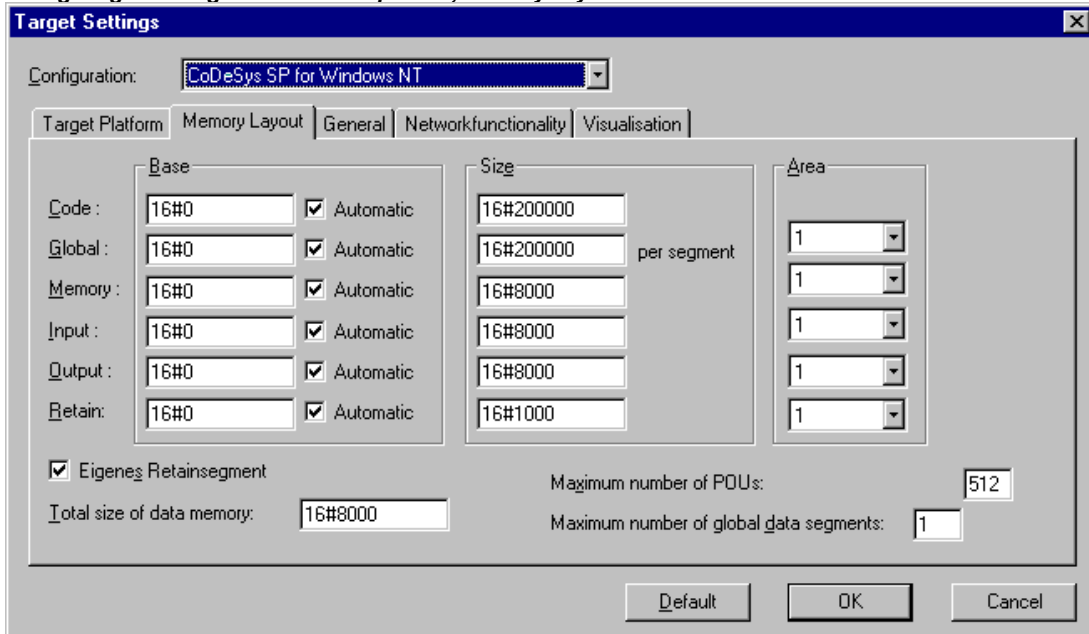 Target Settings
Configuration: CoDeSys SP for Windows NT
Target Platform Memory Layout General Networkfunctionality Visualisation
Base Size Area
Code : 16#0 Automatic 16#200000
Global : 16#0 Automatic 16#200000 per segment 1
Memory : 16#0 Automatic 16#8000 1
Input : 16#0 Automatic 16#8000 1
Output : 16#0 Automatic 16#8000 1
Retain: 16#0 Automatic 16#1000 1
Eigenes Retainsegment
Maximum number of POUs: 512
Total size of data memory: 16#8000
Maximum number of global data segments: 1
Default OK Cancel